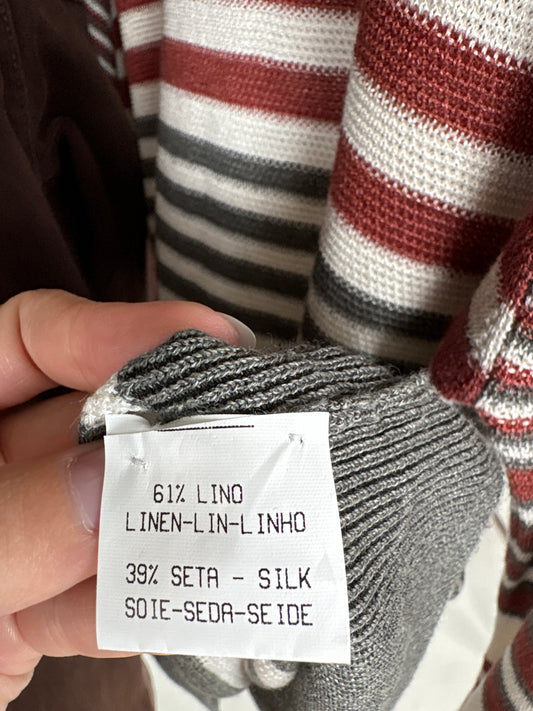 61% LINO
LINEN-LIN-LINHO
39% SETA - SILK
SOIE-SEDA-SEIDE